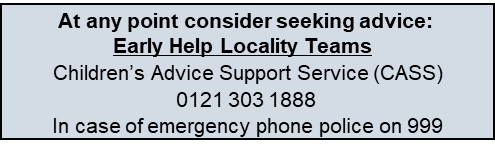 At any point consider seeking advice:
Early Help Locality Teams
Children’s Advice Support Service (CASS)
0121 303 1888
In case of emergency phone police on 999